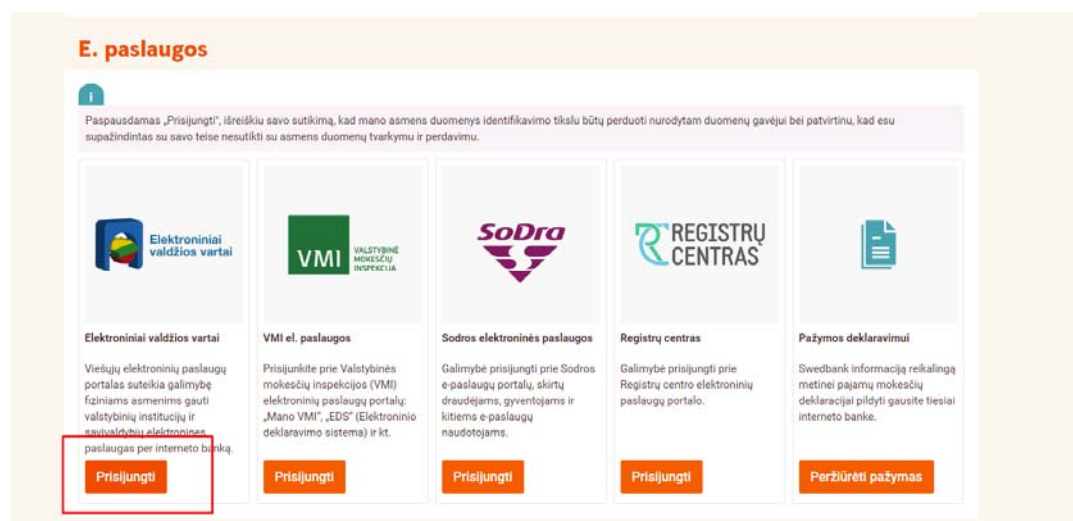 E. paslaugos
i
Paspausdamas „Prisijungti", išreiškiu savo sutikimą, kad mano asmens duomenys identifikavimo tikslu būtų perduoti nurodytam duomenų gavėjui bei patvirtinu, kad esu
supažindintas su savo teise nesutikti su asmens duomenų tvarkymu ir perdavimu.
Elektroniniai
valdžios vartai
Elektroniniai valdžios vartai
Viešųjų elektroninių paslaugų
portalas suteikia galimybę
fiziniams asmenims gauti
valstybinių institucijų ir
savivaldybių elektronines
paslaugas per interneto banką.
Prisijungti
VMI
VALSTYBINĖ
MOKESČIŲ
INSPEKCIJA
VMI el. paslaugos
Prisijunkite prie Valstybinės
mokesčių inspekcijos (VMI)
elektroninių paslaugų portalų:
„Mano VMI", „EDS" (Elektroninio
deklaravimo sistema) ir kt.
Prisijungti
SoDra
Sodros elektroninės paslaugos
Galimybė prisijungti prie Sodros
e-paslaugų portalų, skirtų
draudėjams, gyventojams ir
kitiems e-paslaugų
naudotojams.
Prisijungti
REGISTRŲ
CENTRAS
Registrų centras
Galimybė prisijungti prie
Registrų centro elektroninių
paslaugų portalo.
Prisijungti
Pažymos deklaravimui
Swedbank informaciją reikalingą
metinei pajamų mokesčių
deklaracijai pildyti gausite tiesiai
interneto banke.
Peržiūrėti pažymas